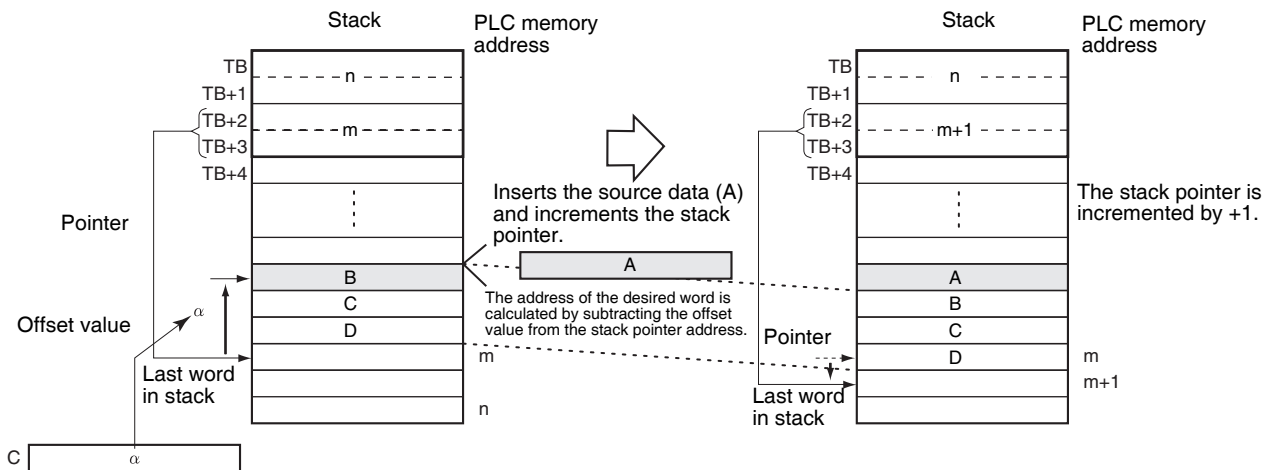 Stack
PLC memory
address
TB
n
TB+1
TB+2
m
TB+3
TB+4
Pointer
Offset value
α
B
C
D
m
Last word
in stack
n
C
α
Inserts the source data (A)
and increments the stack
pointer.
A
The address of the desired word is
calculated by subtracting the offset
value from the stack pointer address.
Stack
PLC memory
address
TB
n
TB+1
TB+2
m+1
TB+3
TB+4
The stack pointer is
incremented by +1.
A
B
C
Pointer
D
m
m+1
Last word
in stack